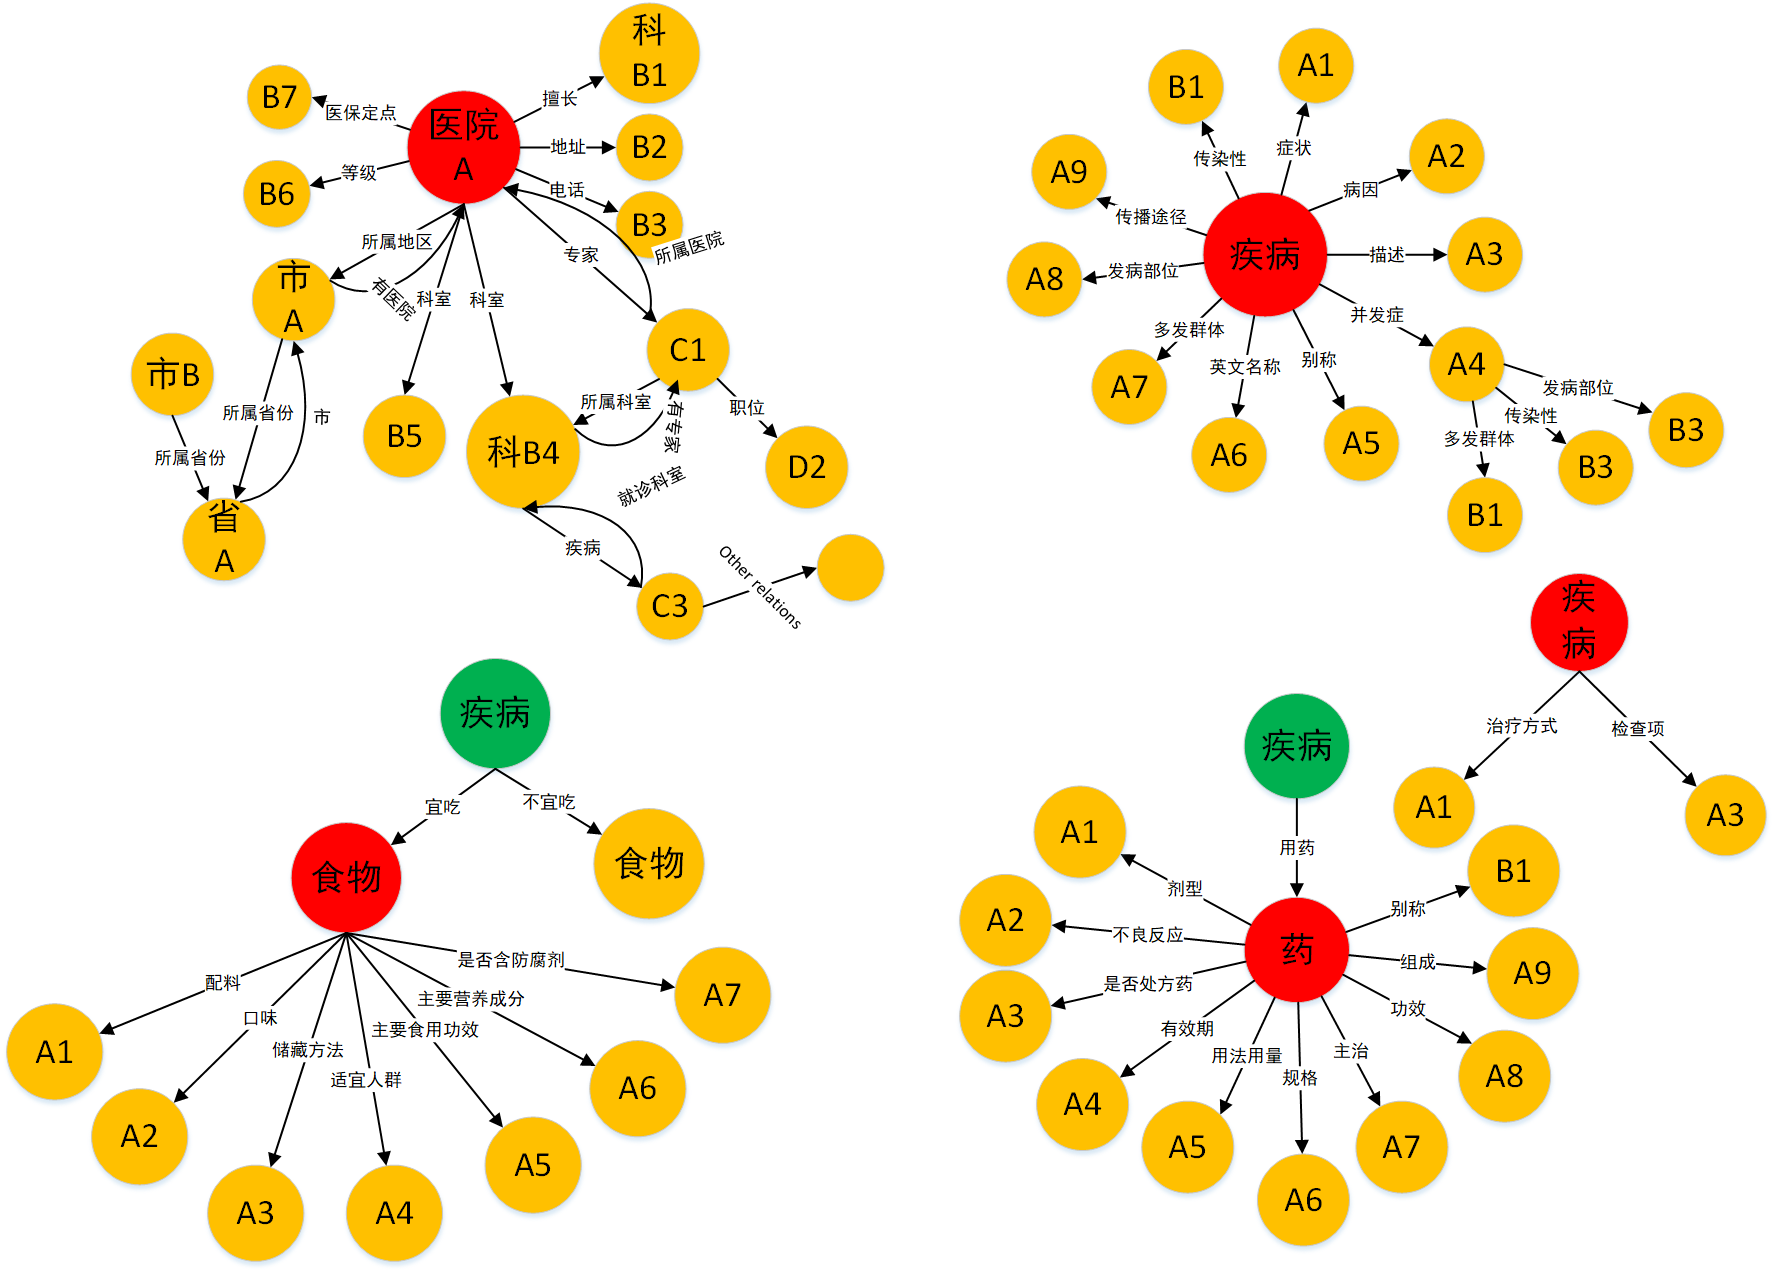 科
B1
B7
医保定点
医院
A
擅长
地址
B2
等级
B6
电话
B3
所属地区
专家
所属医院
市
A
有医院
科室
科室
C1
市B
所属省份
市
所属科室
有专家
职位
B5
科B4
D2
所属省份
就诊科室
省
A
疾病
C3
Other relations
B1
A1
传染性
症状
A9
A2
病因
传播途径
疾病
描述
A3
A8
发病部位
并发症
多发群体
英文名称
别称
A4
A7
发病部位
传染性
多发群体
B3
A6
A5
B3
B1
疾
病
治疗方式
检查项
A1
A3
疾病
宜吃
不宜吃
食物
食物
是否含防腐剂
配料
主要营养成分
口味
主要食用功效
储藏方法
适宜人群
A7
A1
A6
A2
A5
A3
A4
疾病
用药
A1
剂型
B1
别称
A2
不良反应
药
组成
A9
A3
是否处方药
功效
有效期
用法用量
规格
主治
A8
A4
A5
A7
A6